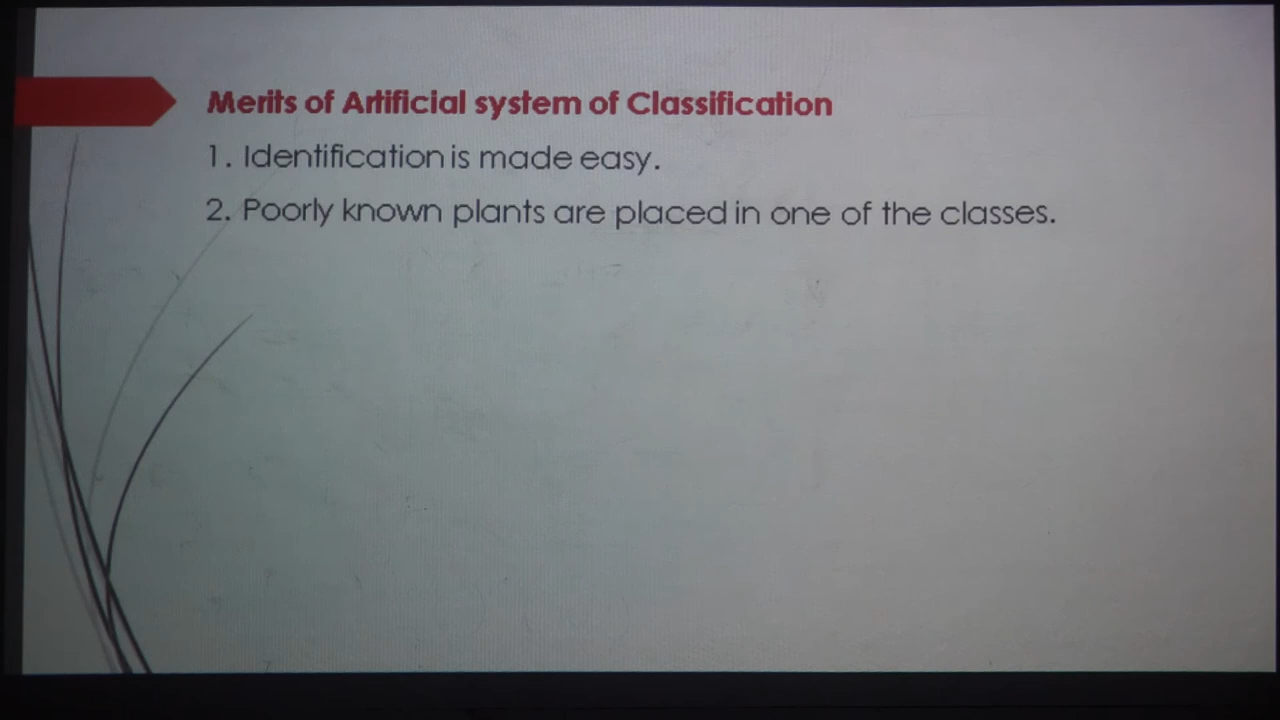 Merits of Artificial system of Classification
1. Identification is made easy.
2. Poorly known plants are placed in one of the classes.